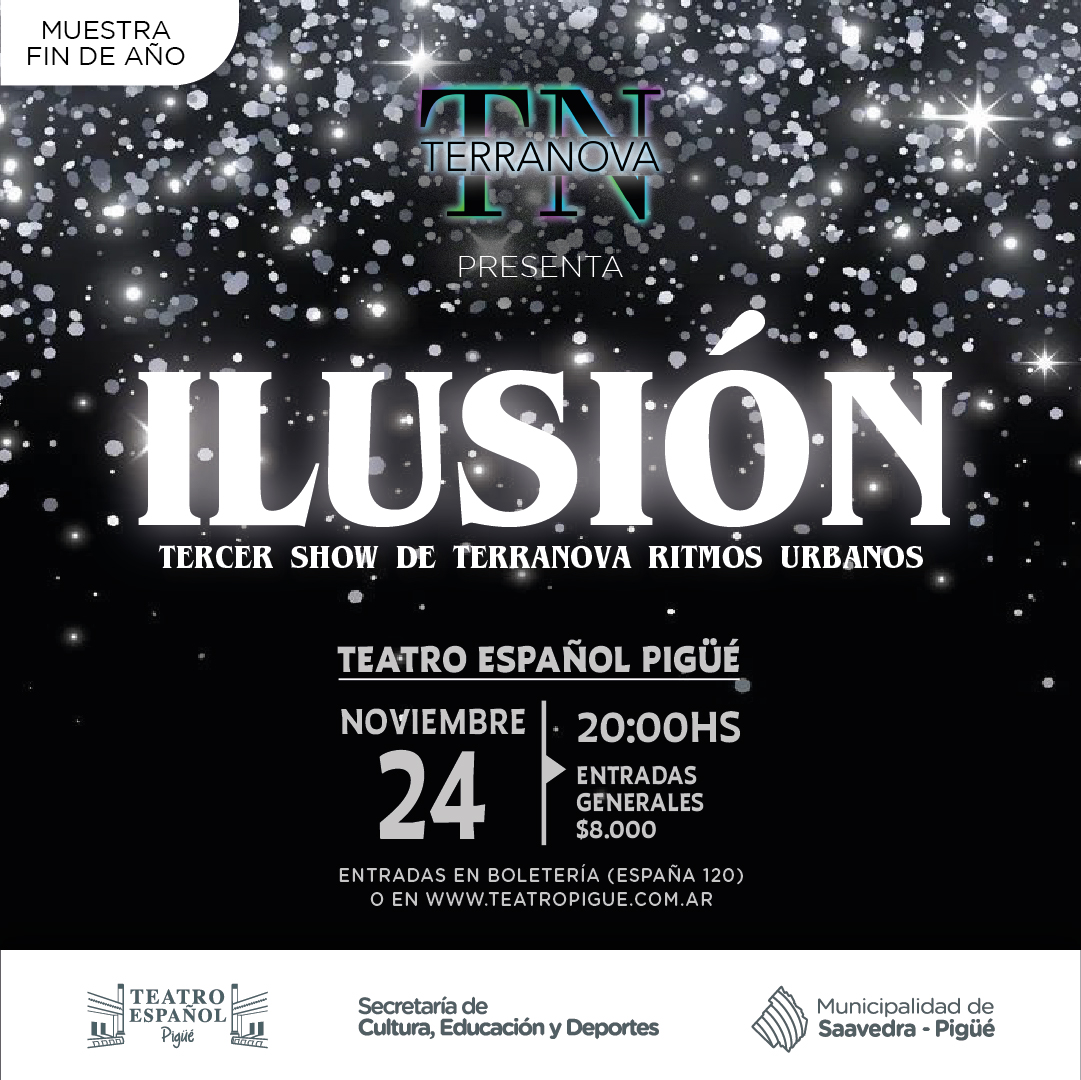 MUESTRA
FIN DE AÑO
TN
TERRANOVA
PRESENTA
ILUSIÓN
TERCER SHOW DE TERRANOVA RITMOS URBANOS
TEATRO ESPAÑOL PIGÜÉ
NOVIEMBRE
24
20:00HS
ENTRADAS
GENERALES
$8.000
ENTRADAS EN BOLETERÍA (ESPAÑA 120)
O EN WWW.TEATROPIGUE.COM.AR
TEATRO
ESPAÑOL
Pigüé
Secretaría de
Cultura, Educación y Deportes
Municipalidad de
Saavedra - Pigüé